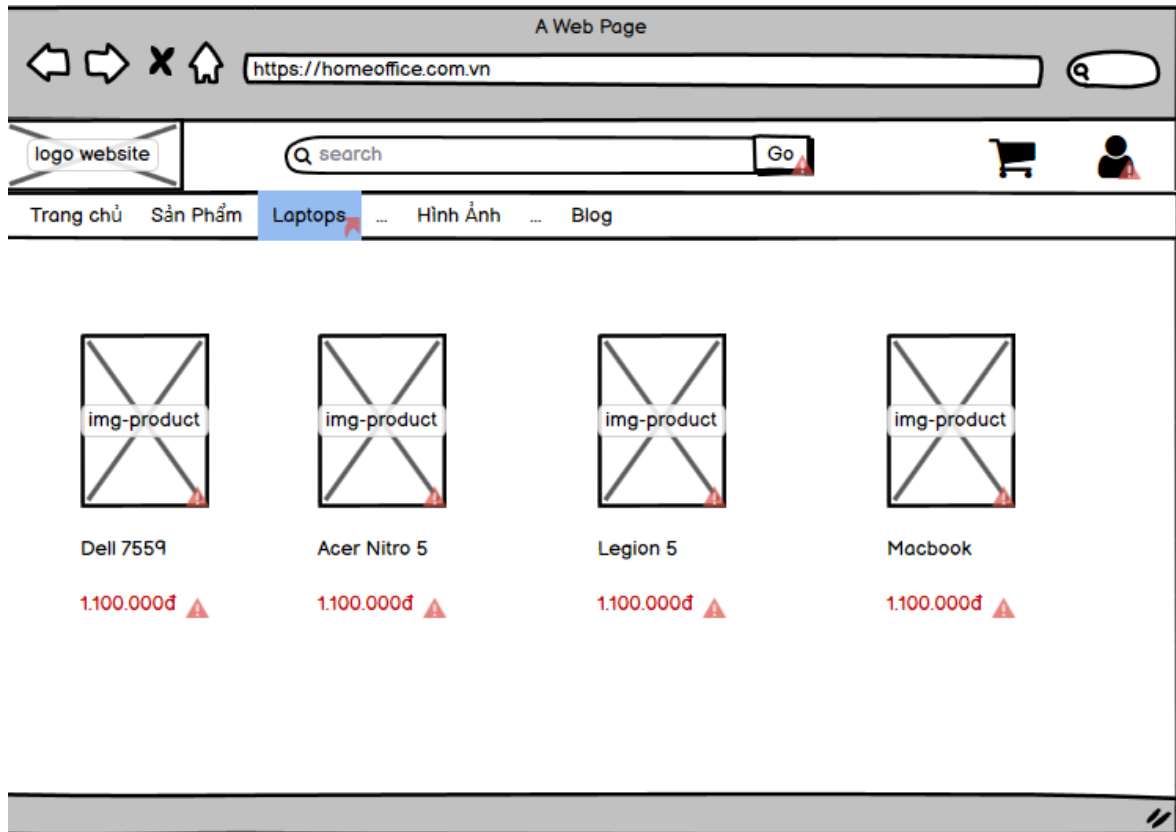 A Web Page
https://homeoffice.com.vn
logo website
search
Go
Trang chủ Sản Phẩm Laptops ... Hình Ảnh ... Blog
img-product img-product img-product img-product
Dell 7559 Acer Nitro 5 Legion 5 Macbook
1.100.000đ 1.100.000đ 1.100.000đ 1.100.000đ